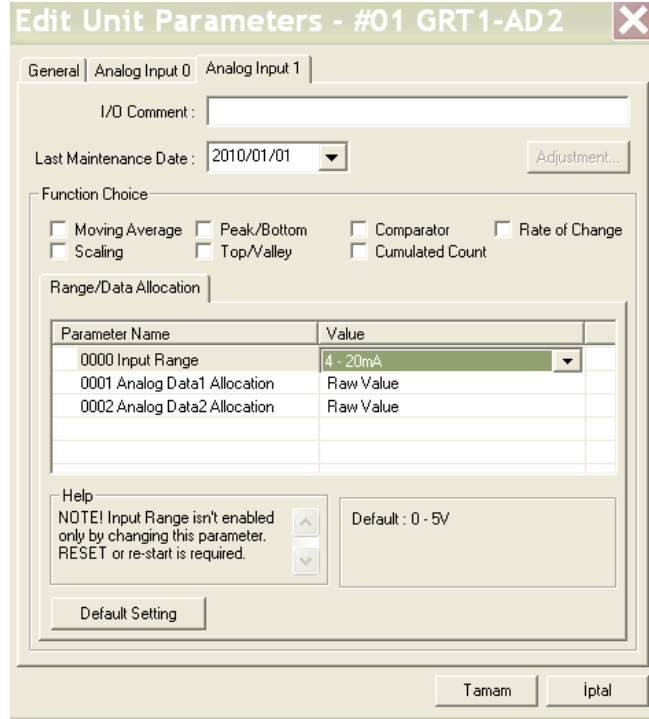 Edit Unit Parameters - #01 GRT1-AD2
General Analog Input 0 Analog Input 1
I/O Comment :
Last Maintenance Date : 2010/01/01 Adjustment...
Function Choice
Moving Average Peak/Bottom Comparator Rate of Change
Scaling Top/Valley Cumulated Count
Range/Data Allocation
Parameter Name Value
0000 Input Range 4 - 20mA
0001 Analog Data1 Allocation Raw Value
0002 Analog Data2 Allocation Raw Value
Help
NOTE! Input Range isn't enabled
only by changing this parameter.
RESET or re-start is required.
Default : 0 - 5V
Default Setting
Tamam İptal